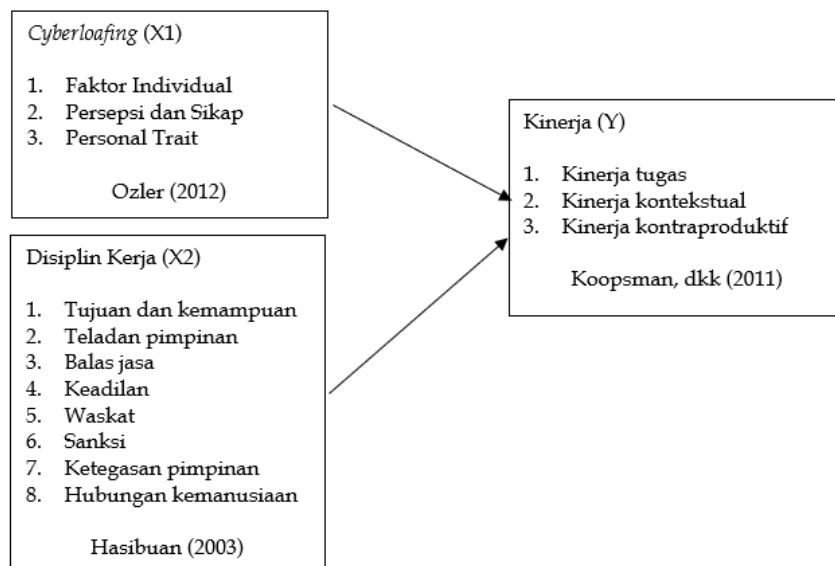 Cyberloafing (X1)
1. Faktor Individual
2. Persepsi dan Sikap
3. Personal Trait
Ozler (2012)
Disiplin Kerja (X2)
1. Tujuan dan kemampuan
2. Teladan pimpinan
3. Balas jasa
4. Keadilan
5. Waskat
6. Sanksi
7. Ketegasan pimpinan
8. Hubungan kemanusiaan
Hasibuan (2003)
Kinerja (Y)
1. Kinerja tugas
2. Kinerja kontekstual
3. Kinerja kontraproduktif
Koopsman, dkk (2011)